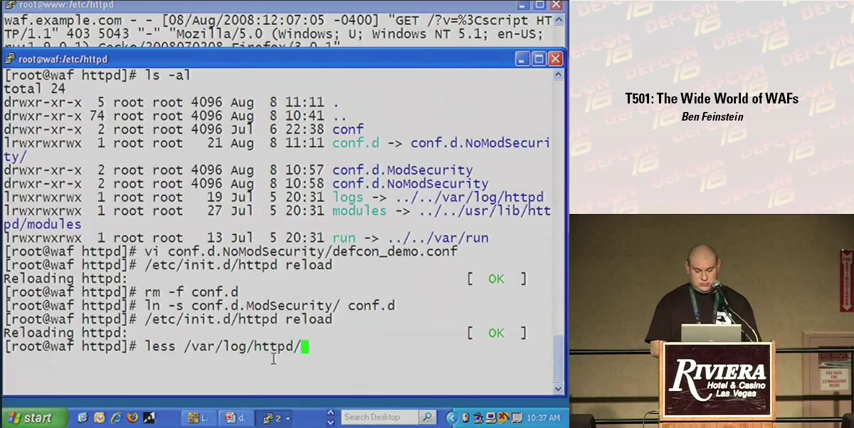 root@www:/etc/httpd
waf.example.com - - [08/Aug/2008:12:07:05 -0400] "GET /?v=%3Cscript HT
TP/1.1" 403 5043 "-" "Mozilla/5.0 (Windows; U; Windows NT 5.1; en-US;
root@waf:/etc/httpd
[root@waf httpd]# ls -al
total 24
drwxr-xr-x 5 root root 4096 Aug 8 11:11 .
drwxr-xr-x 74 root root 4096 Aug 8 10:41 ..
drwxr-xr-x 2 root root 4096 Jul 6 22:38 conf
lrwxrwxrwx 1 root root 21 Aug 8 11:11 conf.d -> conf.d.NoModSecuri
ty/
drwxr-xr-x 2 root root 4096 Aug 8 10:57 conf.d.ModSecurity
drwxr-xr-x 2 root root 4096 Aug 8 10:58 conf.d.NoModSecurity
lrwxrwxrwx 1 root root 19 Jul 5 20:31 logs -> ../../var/log/httpd
lrwxrwxrwx 1 root root 27 Jul 5 20:31 modules -> ../../usr/lib/htt
pd/modules
lrwxrwxrwx 1 root root 13 Jul 5 20:31 run -> ../../var/run
[root@waf httpd]# vi conf.d.NoModSecurity/defcon_demo.conf
[root@waf httpd]# /etc/init.d/httpd reload
Reloading httpd: [ OK ]
[root@waf httpd]# rm -f conf.d
[root@waf httpd]# ln -s conf.d.ModSecurity/ conf.d
[root@waf httpd]# /etc/init.d/httpd reload
Reloading httpd: [ OK ]
[root@waf httpd]# less /var/log/httpd/
start
L.
d.
2
Search Desktop
10:37 AM
T501: The Wide World of WAFs
Ben Feinstein
DEFCON 16
RIVIERA
Hotel & Casino
Las Vegas